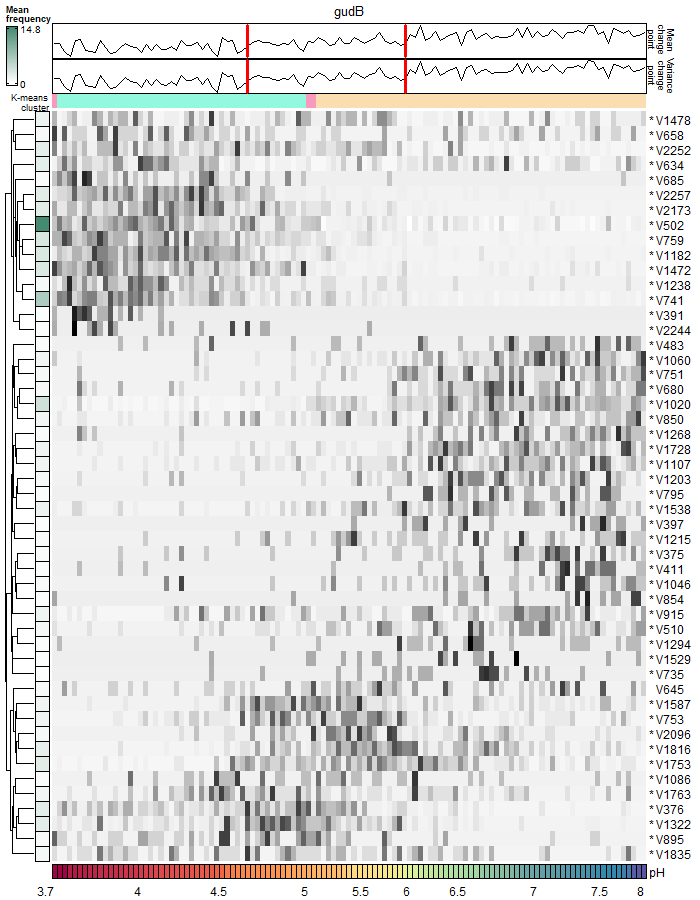 gudB
Mean
frequency
14.8
0
Mean
change
point
Variance
change
point
K-means
cluster
* V1478
* V658
* V2252
* V634
* V685
* V2257
* V2173
* V502
* V759
* V1182
* V1472
* V1238
* V741
* V391
* V2244
* V483
* V1060
* V751
* V680
* V1020
* V850
* V1268
* V1728
* V1107
* V1203
* V795
* V1538
* V397
* V1215
* V375
* V411
* V1046
* V854
* V915
* V510
* V1294
* V1529
* V735
V645
* V1587
* V753
* V2096
* V1816
* V1753
* V1086
* V1763
* V376
* V1322
* V895
* V1835
pH
3.7 4 4.5 5 5.5 6 6.5 7 7.5 8